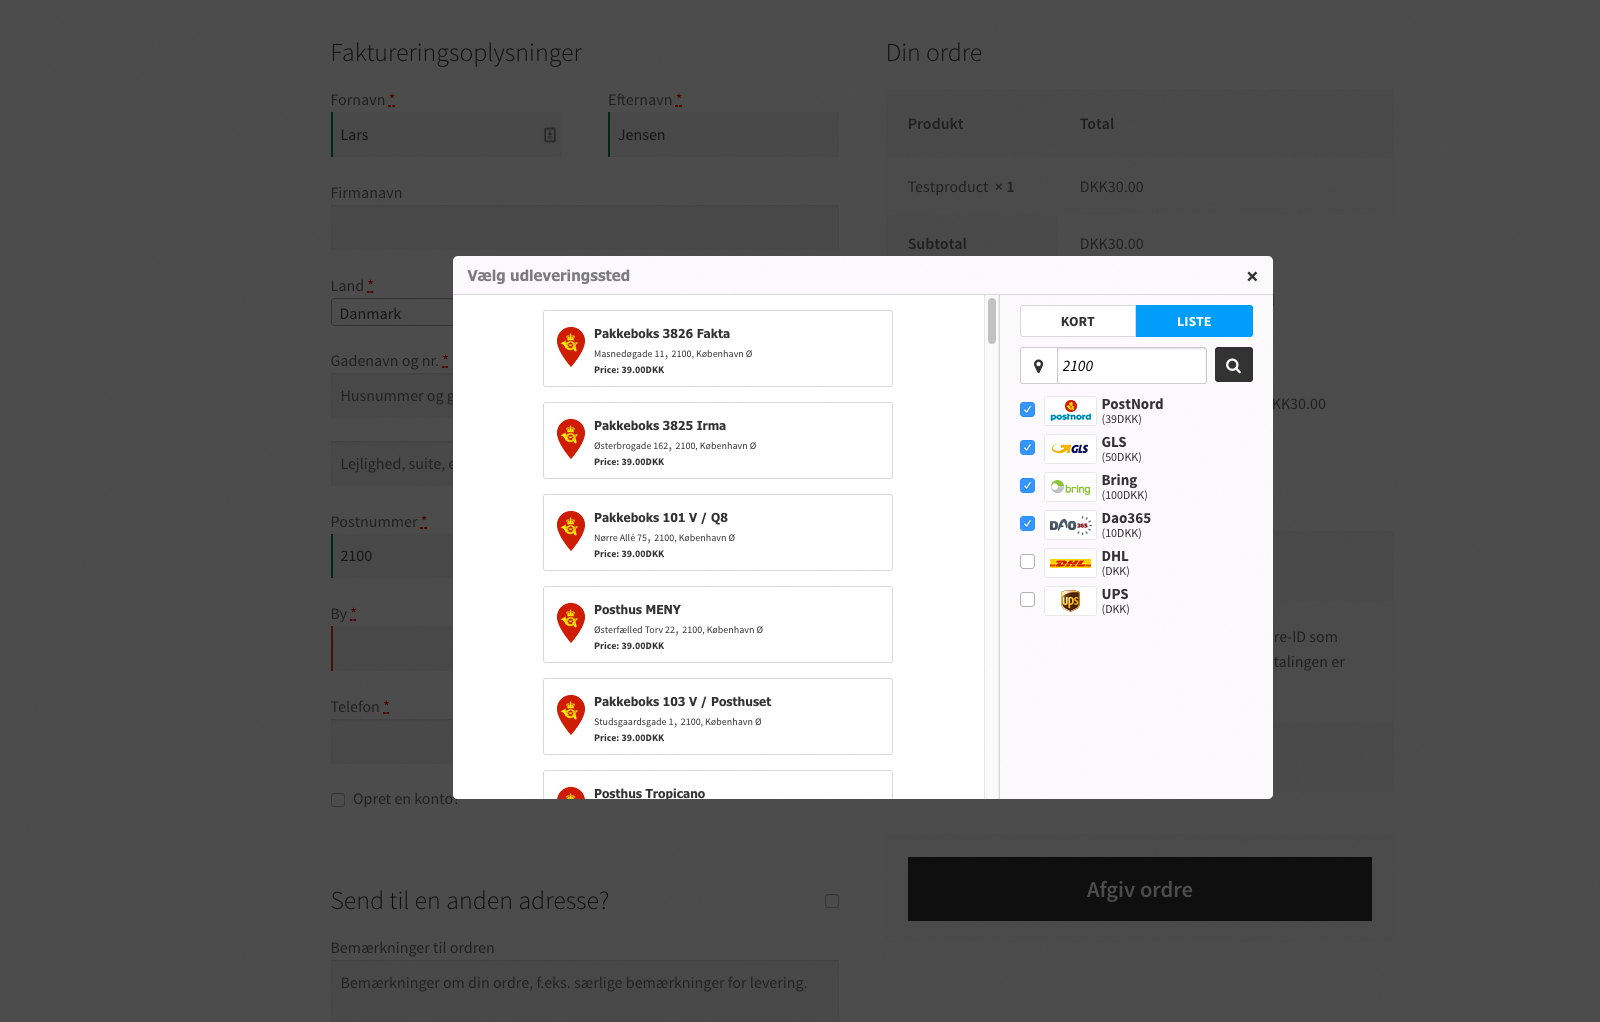 Faktureringsoplysninger
Din ordre
Fornavn *
Efternavn *
Lars
Jensen
Produkt
Total
Testproduct × 1
DKK30.00
Firmanavn
Subtotal
DKK30.00
Land *
Danmark
Gadenavn og nr. *
Husnummer og g
Lejlighed, suite, e
Postnummer *
2100
By *
Telefon *
Opret en konto?
Vælg udleveringssted
×
Pakkeboks 3826 Fakta
Masnedøgade 11, 2100, København Ø
Price: 39.00DKK
Pakkeboks 3825 Irma
Østerbrogade 162, 2100, København Ø
Price: 39.00DKK
Pakkeboks 101 V / Q8
Nørre Allé 75, 2100, København Ø
Price: 39.00DKK
Posthus MENY
Østerfælled Torv 22, 2100, København Ø
Price: 39.00DKK
Pakkeboks 103 V / Posthuset
Studsgaardsgade 1, 2100, København Ø
Price: 39.00DKK
Posthus Tropicano
KORT
LISTE
2100
postnord
PostNord
(39DKK)
GLS
GLS
(50DKK)
bring
Bring
(100DKK)
DAO365
Dao365
(10DKK)
DHL
DHL
(DKK)
ups
UPS
(DKK)
KK30.00
re-ID som
talingen er
Afgiv ordre
Send til en anden adresse?
Bemærkninger til ordren
Bemærkninger om din ordre, f.eks. særlige bemærkninger for levering.